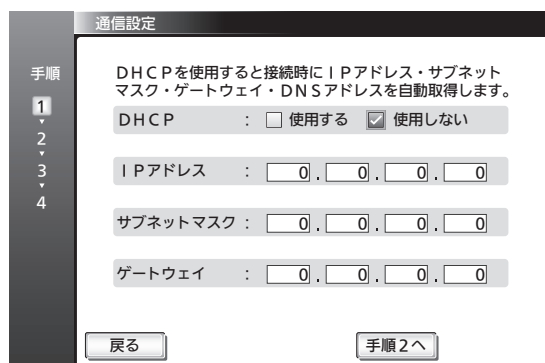 通信設定
手順
1
2
3
4
DHCPを使用すると接続時にIPアドレス・サブネット
マスク・ゲートウェイ・DNSアドレスを自動取得します。
DHCP : 使用する 使用しない
IPアドレス : 0 . 0 . 0 . 0
サブネットマスク : 0 . 0 . 0 . 0
ゲートウェイ : 0 . 0 . 0 . 0
戻る 手順2へ